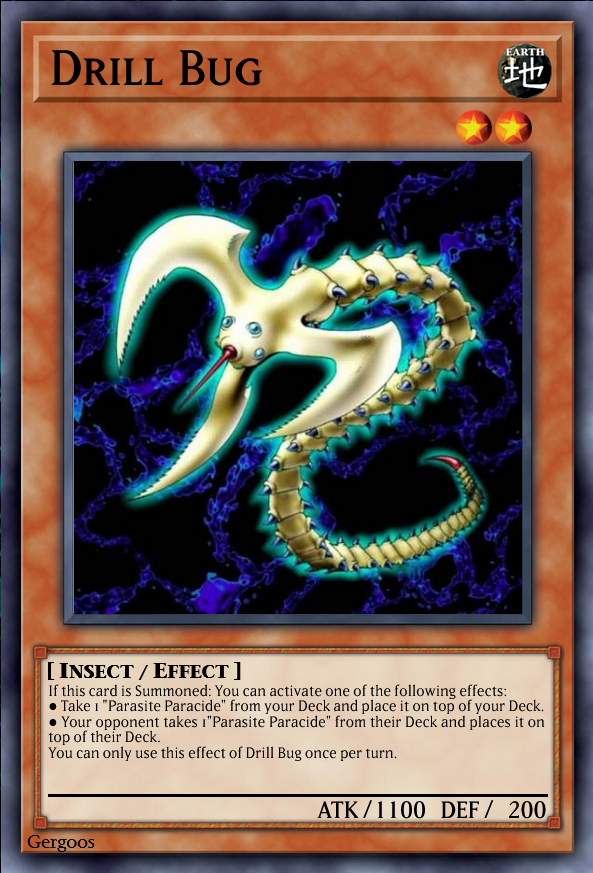 Drill Bug
EARTH
地
[ Insect / Effect ]
If this card is Summoned: You can activate one of the following effects:
● Take 1 "Parasite Paracide" from your Deck and place it on top of your Deck.
● Your opponent takes 1"Parasite Paracide" from their Deck and places it on
top of their Deck.
You can only use this effect of Drill Bug once per turn.
ATK/1100 DEF/ 200
Gergoos